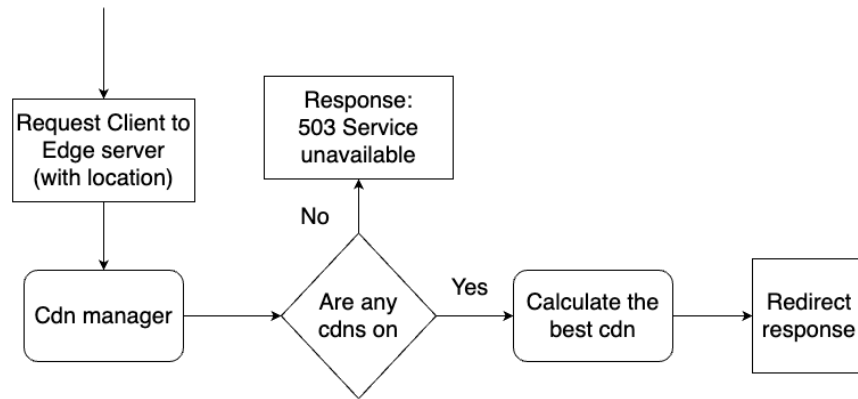 Request Client to
Edge server
(with location)
Response:
503 Service
unavailable
No
Cdn manager
Are any
cdns on
Yes
Calculate the
best cdn
Redirect
response